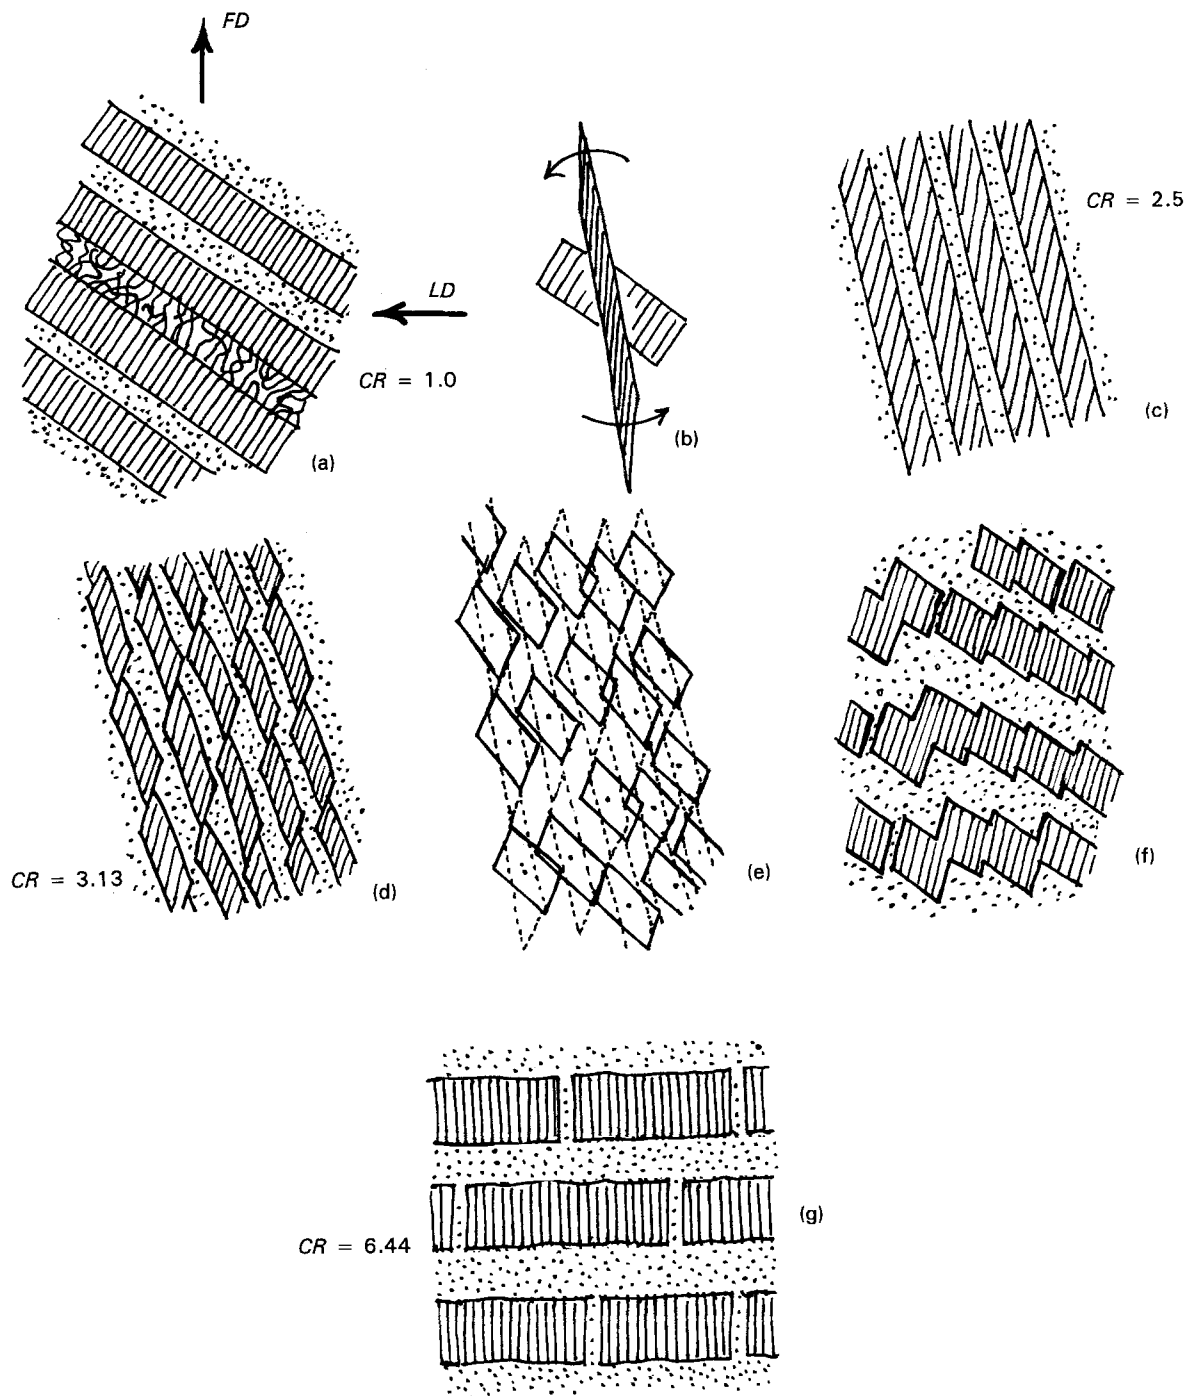 FD
LD
CR = 1.0
(a)
(b)
CR = 2.5
(c)
CR = 3.13
(d)
(e)
(f)
CR = 6.44
(g)